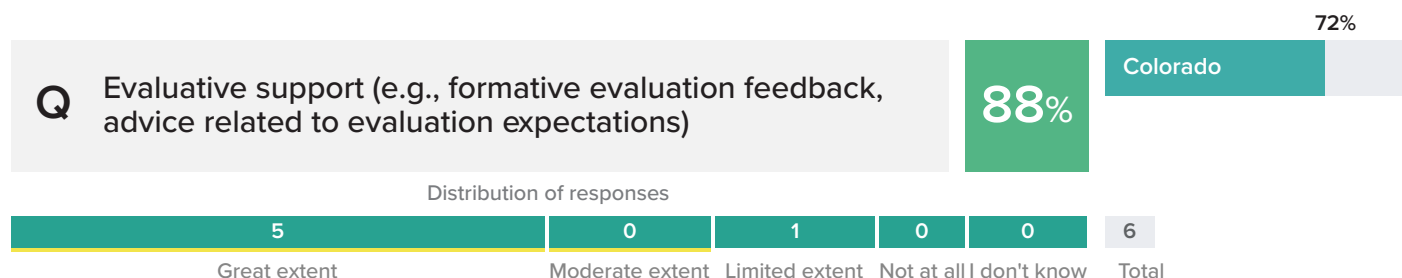 72%
Q Evaluative support (e.g., formative evaluation feedback,
advice related to evaluation expectations)
88%
Colorado
Distribution of responses
5 0 1 0 0 6
Great extent Moderate extent Limited extent Not at all I don't know Total